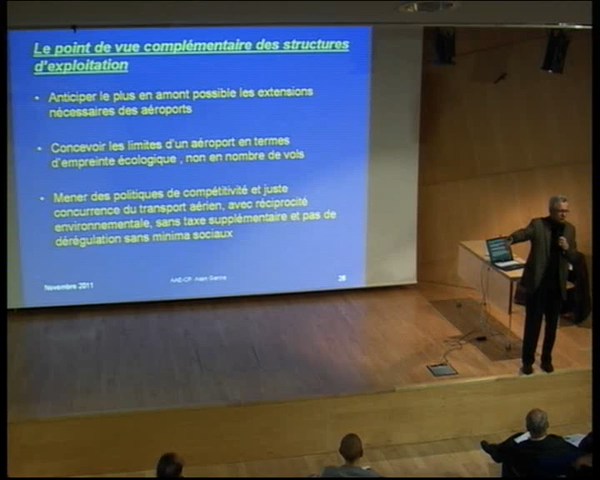 Le point de vue complémentaire des structures
d'exploitation
• Anticiper le plus en amont possible les extensions
nécessaires des aéroports
• Concevoir les limites d'un aéroport en termes
d'empreinte écologique , non en nombre de vols
• Mener des politiques de compétitivité et juste
concurrence du transport aérien, avec réciprocité
environnementale, sans taxe supplémentaire et pas de
dérégulation sans minima sociaux
Novembre 2011